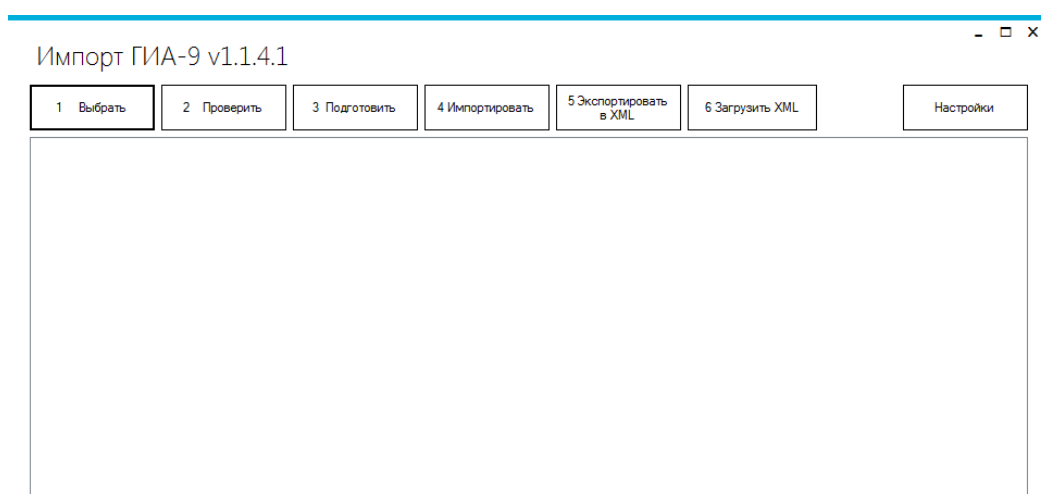 Импорт ГИА-9 v1.1.4.1
1 Выбрать
2 Проверить
3 Подготовить
4 Импортировать
5 Экспортировать
в XML
6 Загрузить XML
Настройки